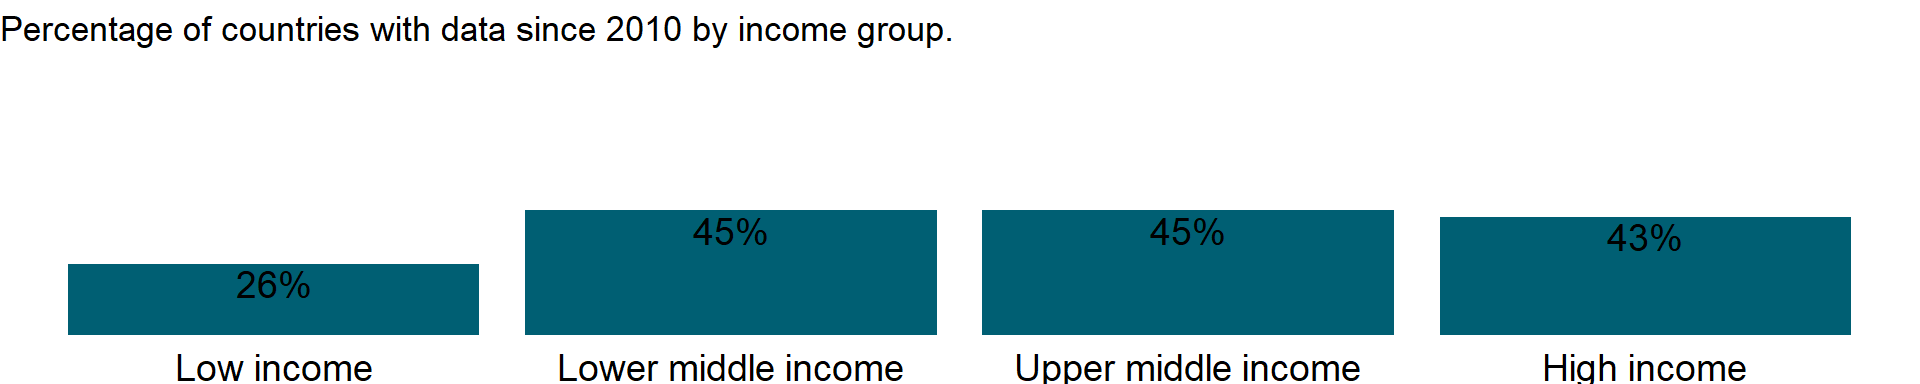 Percentage of countries with data since 2010 by income group.
26%
45%
45%
43%
Low income
Lower middle income
Upper middle income
High income